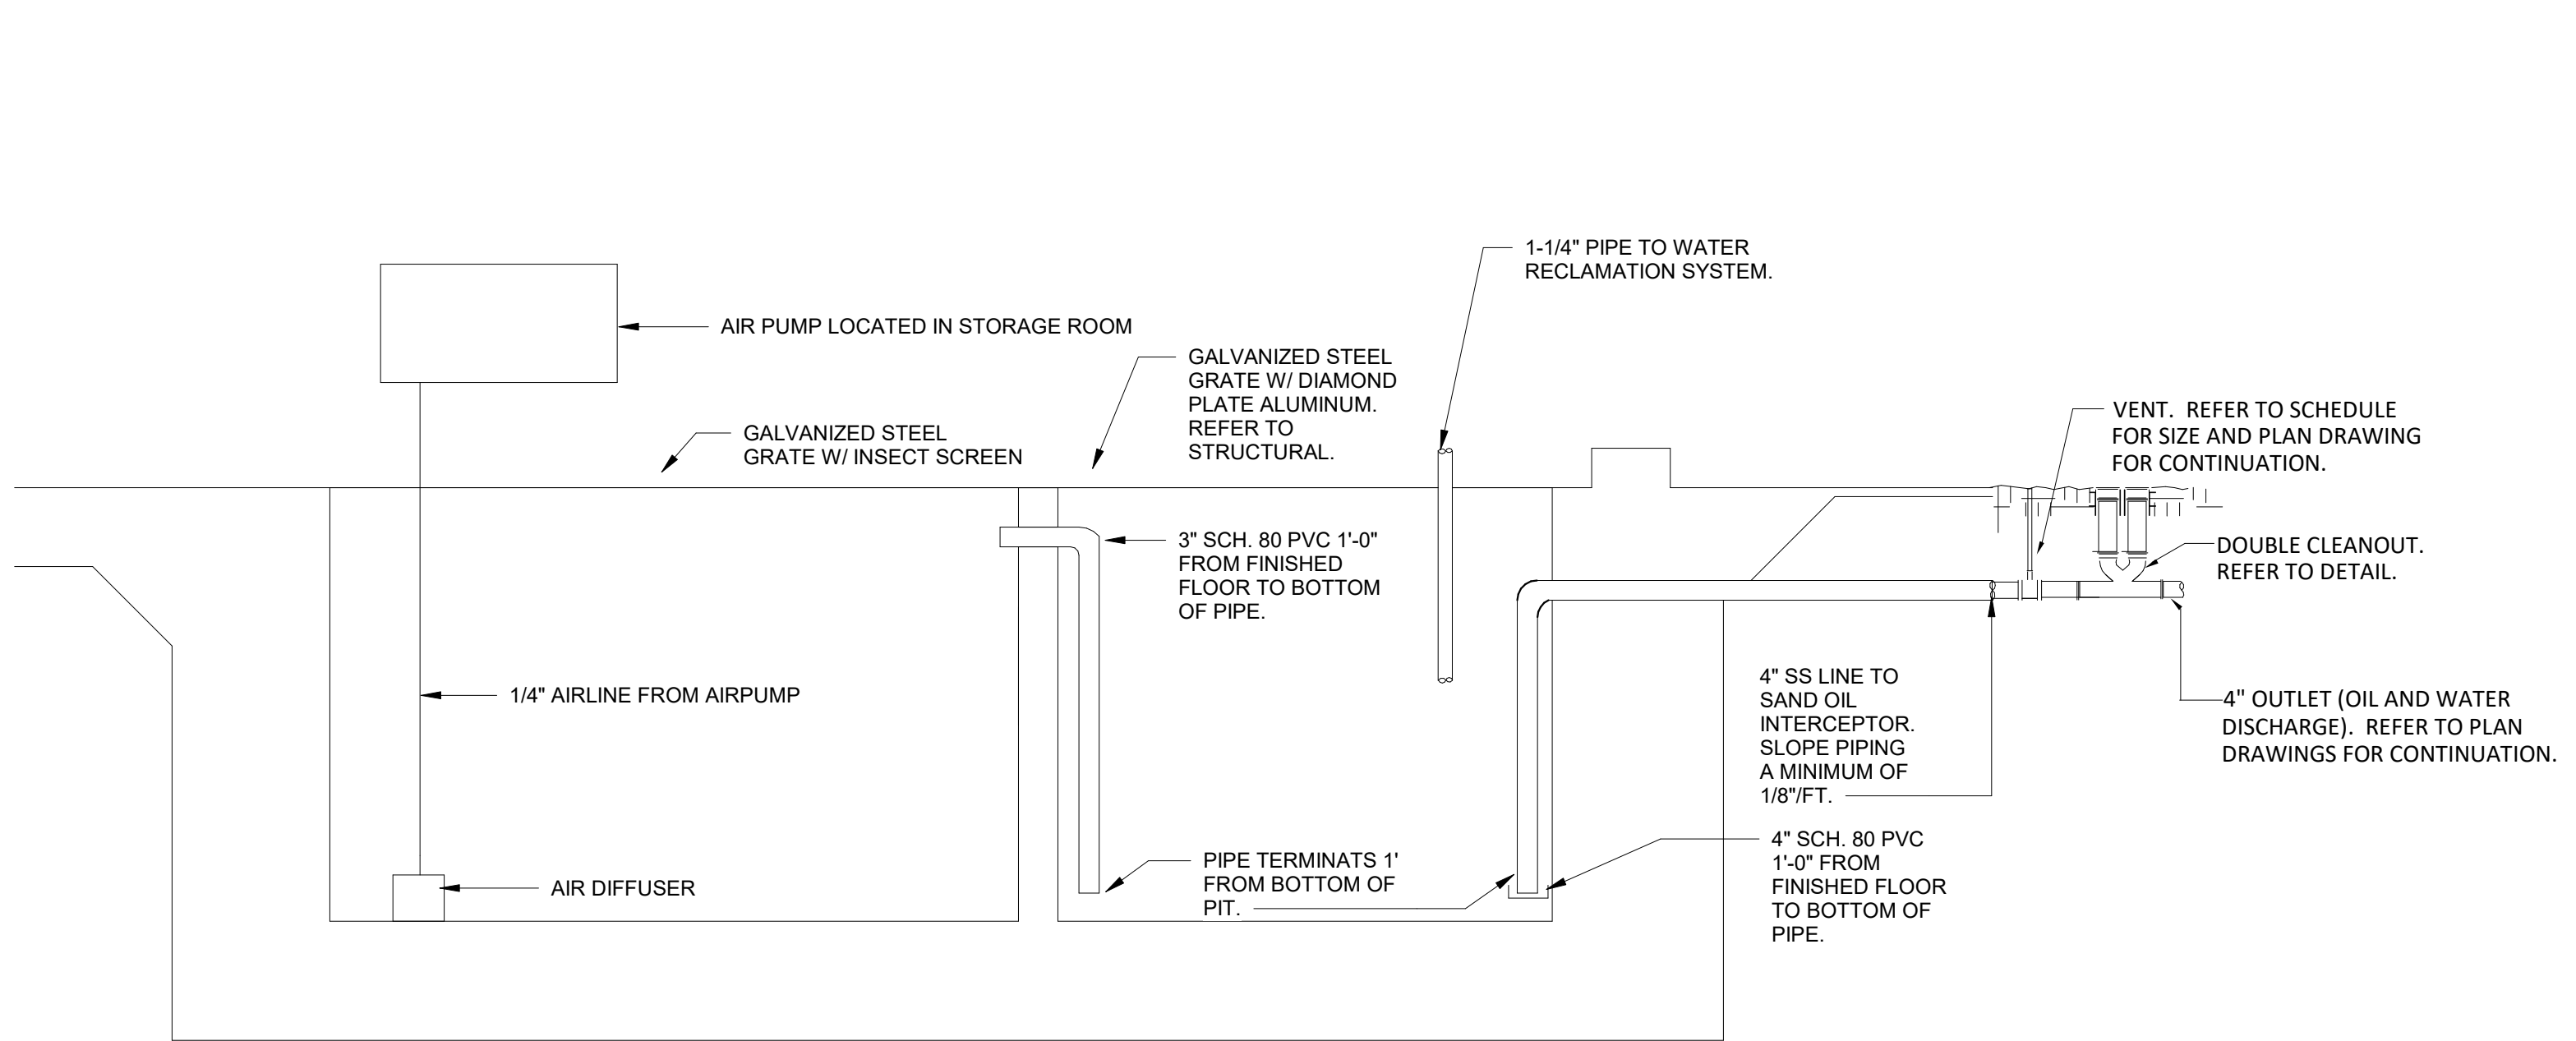 1-1/4" PIPE TO WATER
RECLAMATION SYSTEM.
AIR PUMP LOCATED IN STORAGE ROOM
GALVANIZED STEEL
GRATE W/ DIAMOND
PLATE ALUMINUM.
REFER TO
STRUCTURAL.
GALVANIZED STEEL
GRATE W/ INSECT SCREEN
VENT. REFER TO SCHEDULE
FOR SIZE AND PLAN DRAWING
FOR CONTINUATION.
3" SCH. 80 PVC 1'-0"
FROM FINISHED
FLOOR TO BOTTOM
OF PIPE.
DOUBLE CLEANOUT.
REFER TO DETAIL.
1/4" AIRLINE FROM AIRPUMP
4" SS LINE TO
SAND OIL
INTERCEPTOR.
SLOPE PIPING
A MINIMUM OF
1/8"/FT.
4" OUTLET (OIL AND WATER
DISCHARGE). REFER TO PLAN
DRAWINGS FOR CONTINUATION.
AIR DIFFUSER
PIPE TERMINATS 1'
FROM BOTTOM OF
PIT.
4" SCH. 80 PVC
1'-0" FROM
FINISHED FLOOR
TO BOTTOM OF
PIPE.